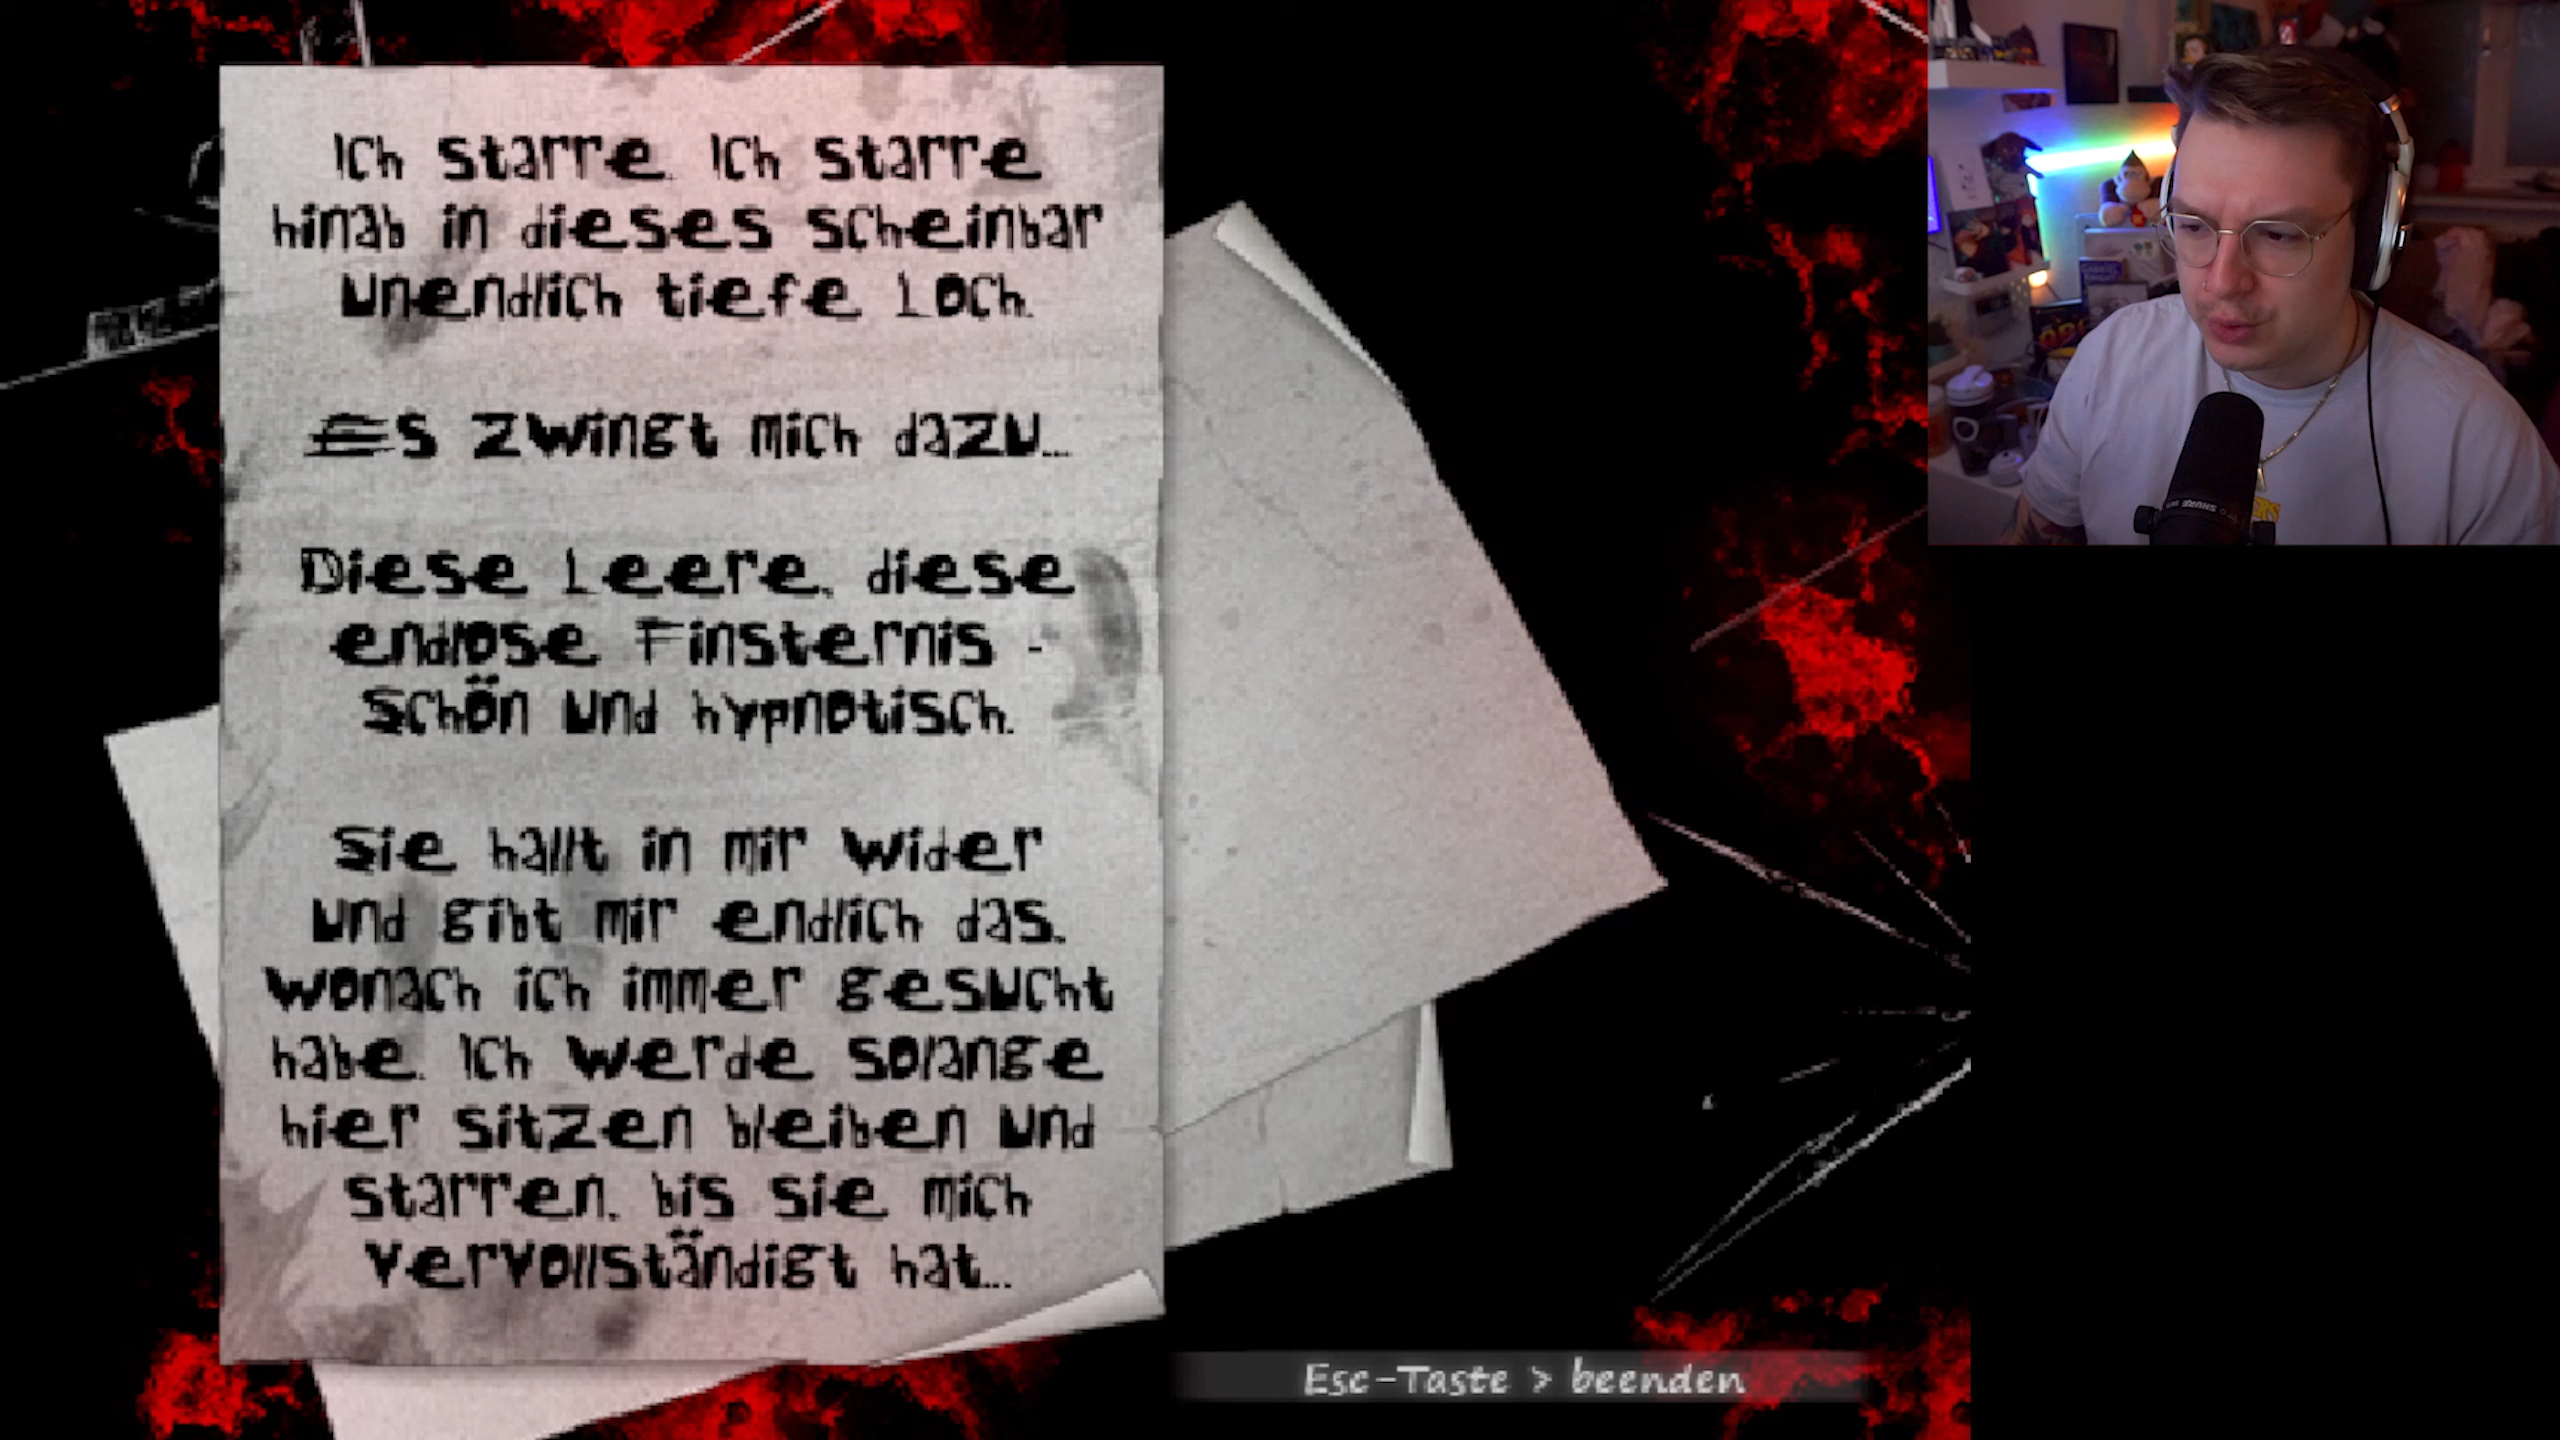 Ich starre. Ich starre
hinab in dieses scheinbar
unendlich tiefe Loch.
Es zwingt mich dazu...
Diese Leere, diese
endlose Finsternis -
schön und hypnotisch.
Sie hallt in mir wider
und gibt mir endlich das,
wonach ich immer gesucht
habe. Ich werde solange
hier sitzen bleiben und
starren, bis sie mich
vervollständigt hat...
Esc-Taste > beenden
SHURE